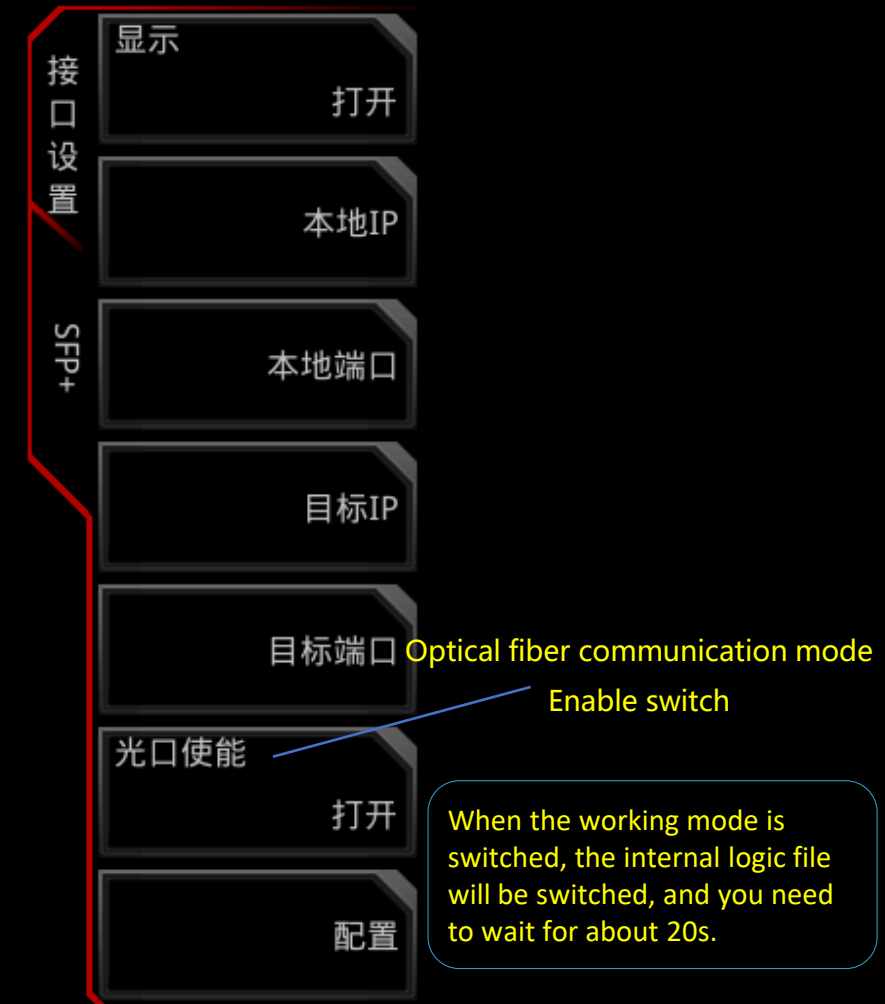 接口设置
SFP+
显示
打开
本地IP
本地端口
目标IP
目标端口
Optical fiber communication mode
Enable switch
光口使能
打开
When the working mode is
switched, the internal logic file
will be switched, and you need
to wait for about 20s.
配置